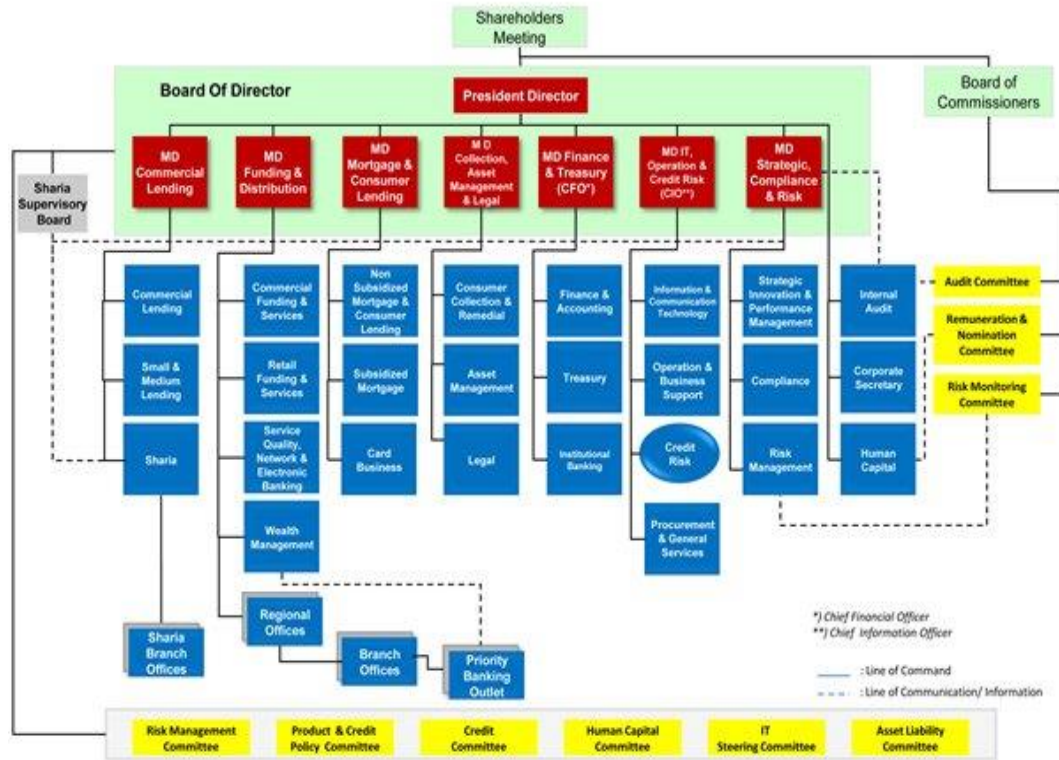 Shareholders
Meeting
Board Of Director
President Director
Board of
Commissioners
MD
Commercial
Lending
MD
Funding &
Distribution
MD
Mortgage &
Consumer
Lending
M D
Collection,
Asset
Management
& Legal
MD Finance
& Treasury
(CFO*)
MD IT,
Operation &
Credit Risk
(CIO**)
MD
Strategic,
Compliance
& Risk
Sharia
Supervisory
Board
Commercial
Lending
Commercial
Funding &
Services
Non
Subsidized
Mortgage &
Consumer
Lending
Consumer
Collection &
Remedial
Finance &
Accounting
Information &
Communication
Technology
Strategic
Innovation &
Performance
Management
Internal
Audit
Audit Committee
Remuneration &
Nomination
Committee
Risk Monitoring
Committee
Small &
Medium
Lending
Retail
Funding &
Services
Subsidized
Mortgage
Asset
Management
Treasury
Operation &
Business
Support
Compliance
Corporate
Secretary
Sharia
Service
Quality,
Network &
Electronic
Banking
Card
Business
Legal
Institutional
Banking
Credit
Risk
Risk
Management
Human
Capital
Wealth
Management
Procurement
& General
Services
Sharia
Branch
Offices
Regional
Offices
Branch
Offices
Priority
Banking
Outlet
*) Chief Financial Officer
**) Chief Information Officer
: Line of Command
: Line of Communication/ Information
Risk Management
Committee
Product & Credit
Policy Committee
Credit
Committee
Human Capital
Committee
IT
Steering Committee
Asset Liability
Committee